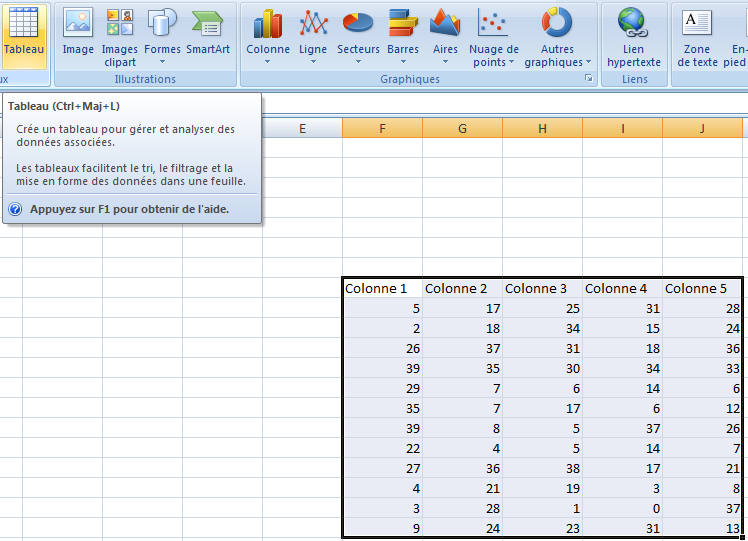 Tableau
Image
Images
clipart
Formes
SmartArt
Colonne
Ligne
Secteurs
Barres
Aires
Nuage de
points
Autres
graphiques
Lien
hypertexte
Zone
de texte
En-
pied
ux
Illustrations
Graphiques
Liens
Tableau (Ctrl+Maj+L)
Crée un tableau pour gérer et analyser des
données associées.
Les tableaux facilitent le tri, le filtrage et la
mise en forme des données dans une feuille.
Appuyez sur F1 pour obtenir de l'aide.
E F G H I J
Colonne 1 Colonne 2 Colonne 3 Colonne 4 Colonne 5
5 17 25 31 28
2 18 34 15 24
26 37 31 18 36
39 35 30 34 33
29 7 6 14 6
35 7 17 6 12
39 8 5 37 26
22 4 5 14 7
27 36 38 17 21
4 21 19 3 8
3 28 1 0 37
9 24 23 31 13